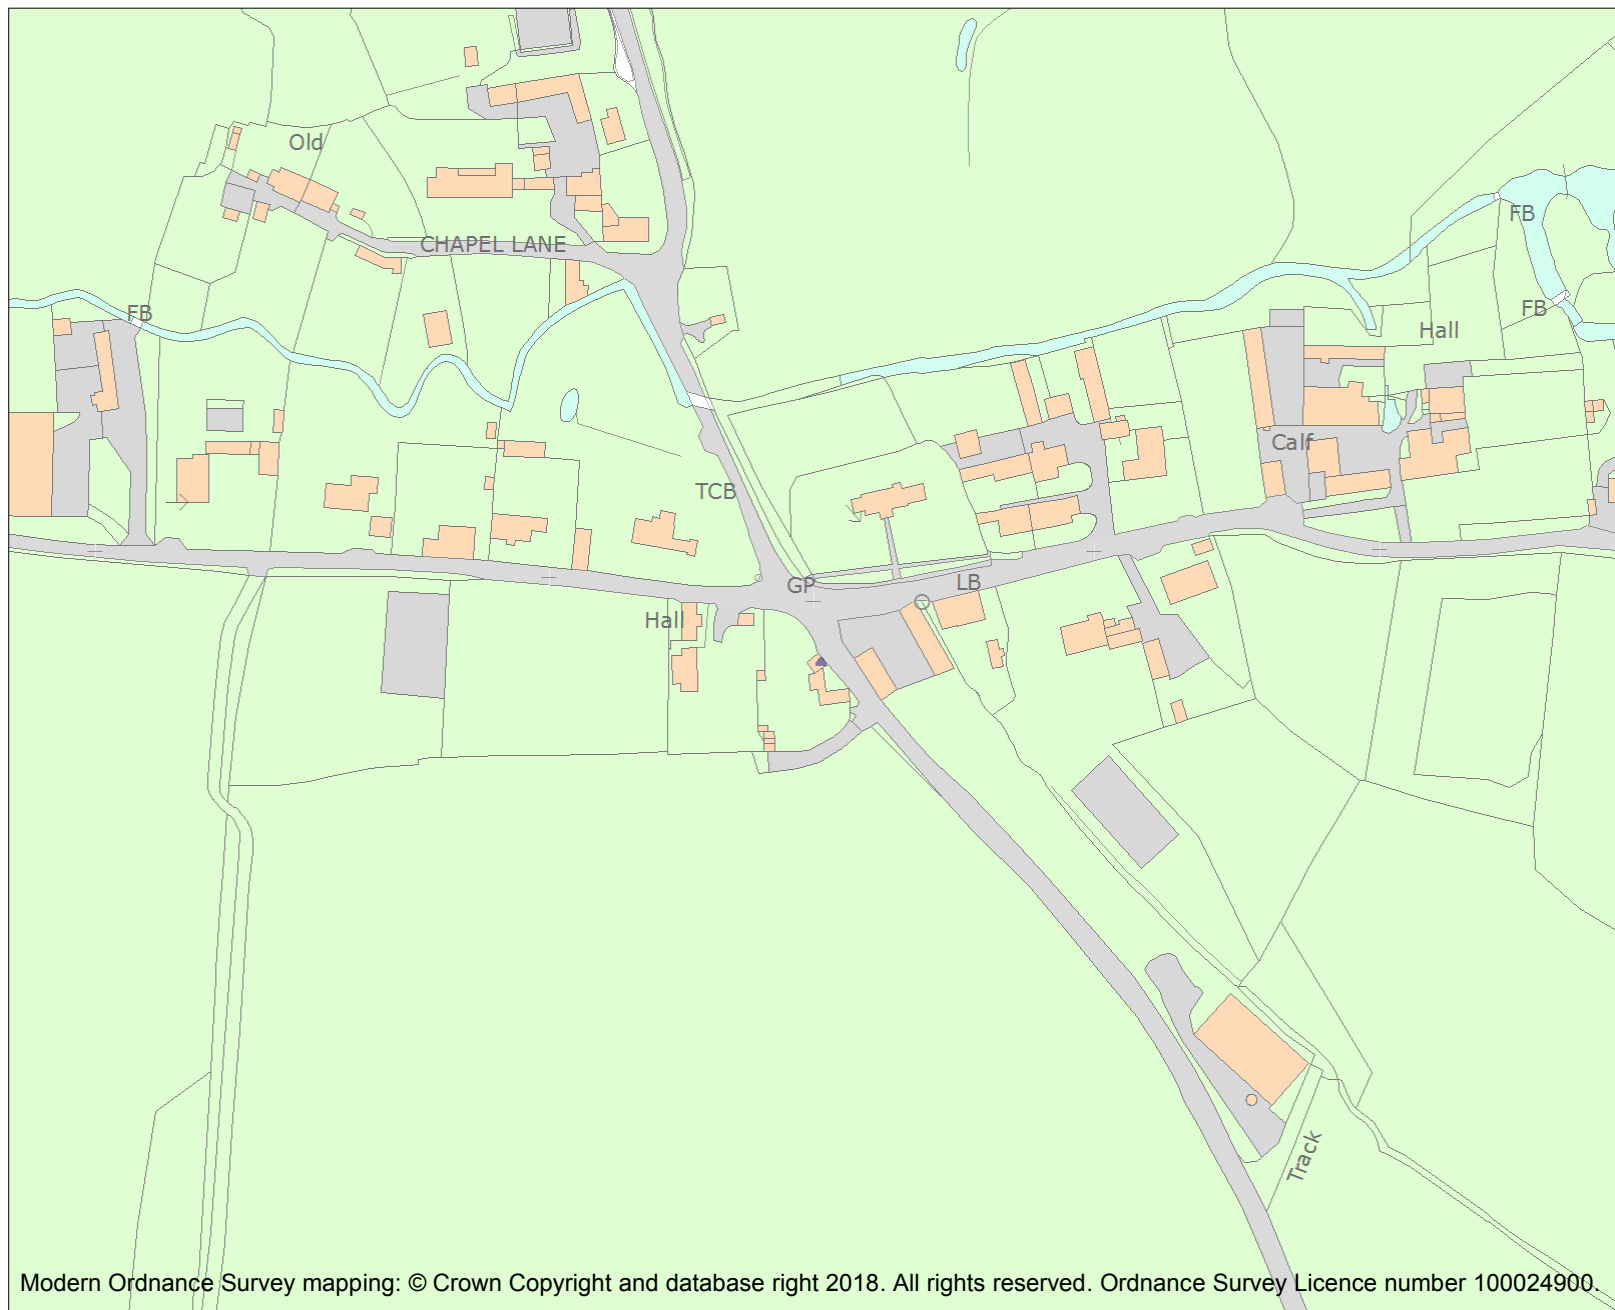 Old
FB
CHAPEL LANE
FB
FB
Hall
Calf
TCB
GP
LB
Hall
Track
Modern Ordnance Survey mapping: © Crown Copyright and database right 2018. All rights reserved. Ordnance Survey Licence number 100024900.